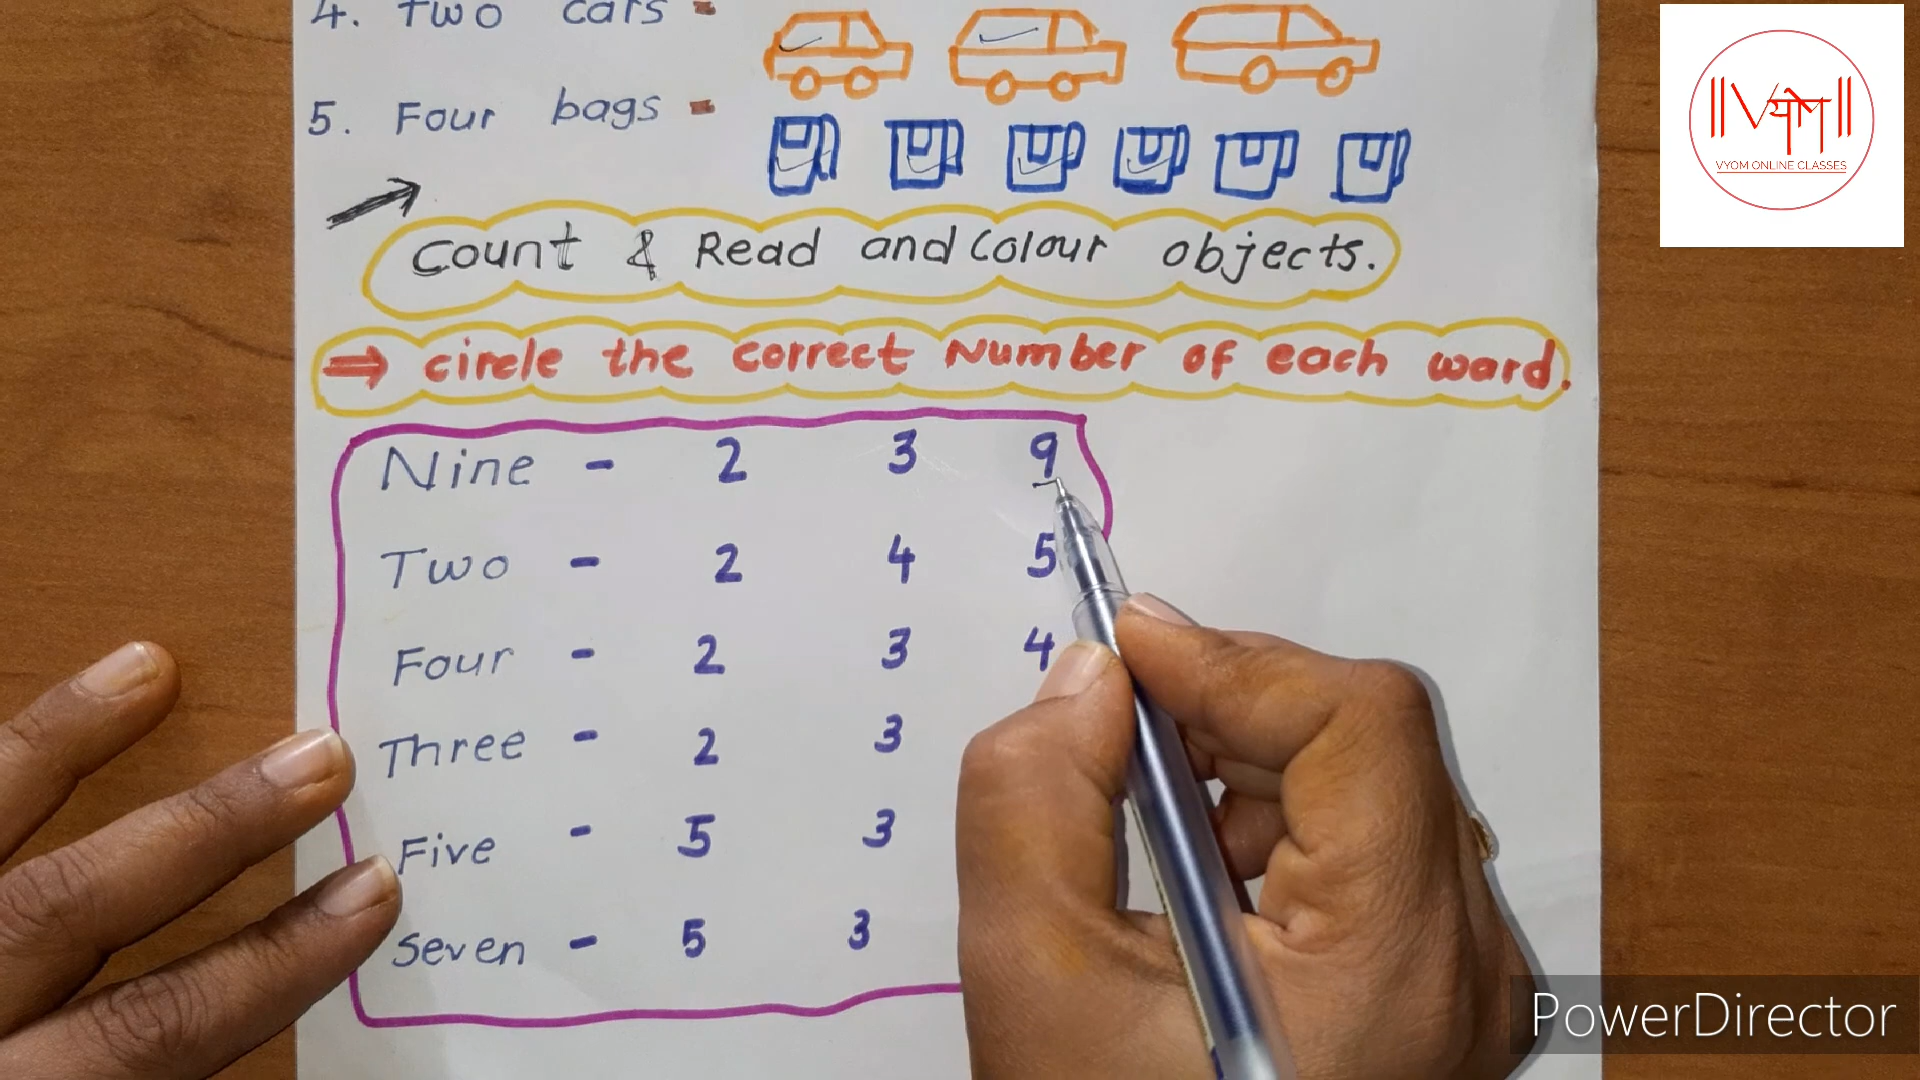 4. Two cars =
5. Four bags =
Count & Read and Colour objects.
⇒ circle the correct Number of each ward.
Nine - 2 3 9
Two - 2 4 5
Four - 2 3 4
Three - 2 3
Five - 5 3
Seven - 5 3
||Vयोम||
VYOM ONLINE CLASSES
PowerDirector